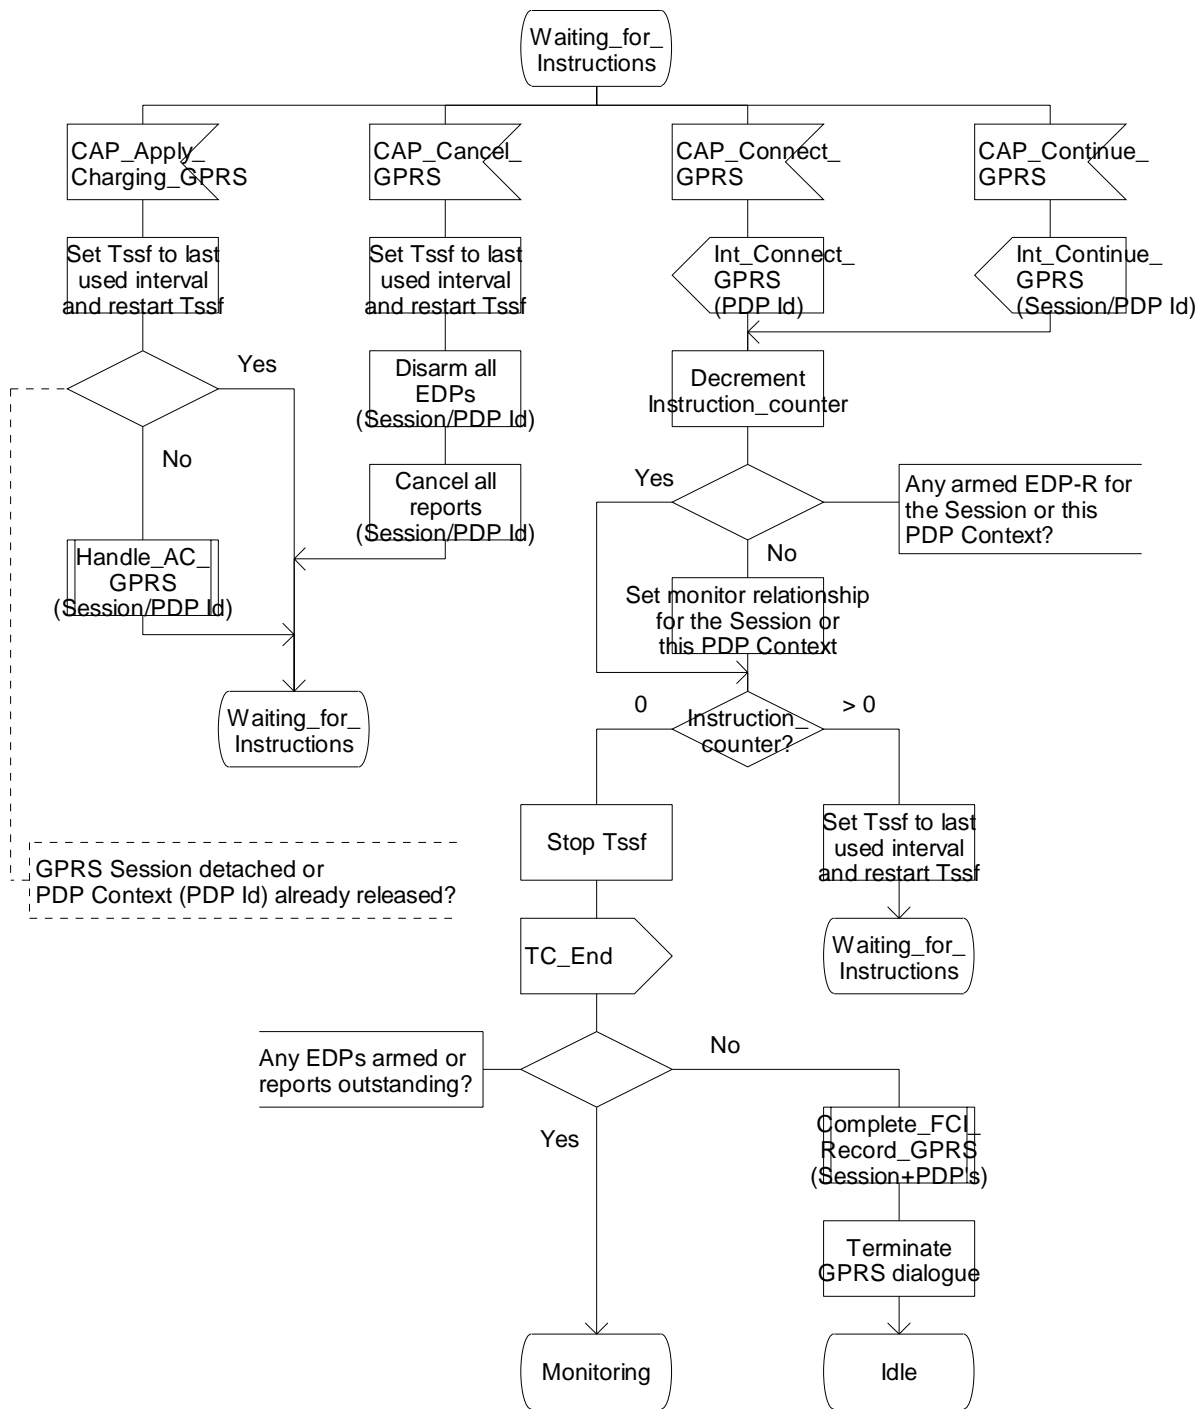 Waiting_for_
Instructions
CAP_Apply_
Charging_GPRS
CAP_Cancel_
GPRS
CAP_Connect_
GPRS
CAP_Continue_
GPRS
Set Tssf to last
used interval
and restart Tssf
Set Tssf to last
used interval
and restart Tssf
Int_Connect_
GPRS
(PDP Id)
Int_Continue_
GPRS
(Session/PDP Id)
Yes
No
Disarm all
EDPs
(Session/PDP Id)
Decrement
Instruction_counter
Cancel all
reports
(Session/PDP Id)
Yes
No
Any armed EDP-R for
the Session or this
PDP Context?
Handle_AC_
GPRS
(Session/PDP Id)
Set monitor relationship
for the Session or
this PDP Context
Waiting_for_
Instructions
0
Instruction_
counter?
> 0
Stop Tssf
Set Tssf to last
used interval
and restart Tssf
GPRS Session detached or
PDP Context (PDP Id) already released?
TC_End
Waiting_for_
Instructions
Any EDPs armed or
reports outstanding?
No
Yes
Complete_FCI_
Record_GPRS
(Session+PDP's)
Terminate
GPRS dialogue
Monitoring
Idle